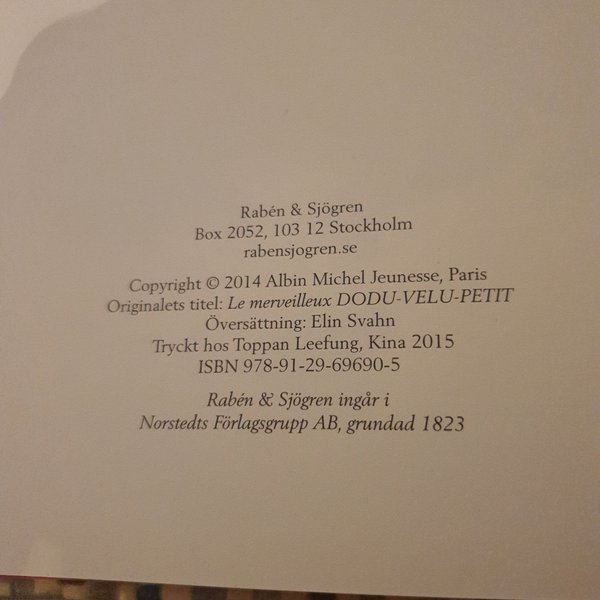 Rabén & Sjögren
Box 2052, 103 12 Stockholm
rabensjogren.se
Copyright © 2014 Albin Michel Jeunesse, Paris
Originalets titel: Le merveilleux DODU-VELU-PETIT
Översättning: Elin Svahn
Tryckt hos Toppan Leefung, Kina 2015
ISBN 978-91-29-69690-5
Rabén & Sjögren ingår i
Norstedts Förlagsgrupp AB, grundad 1823